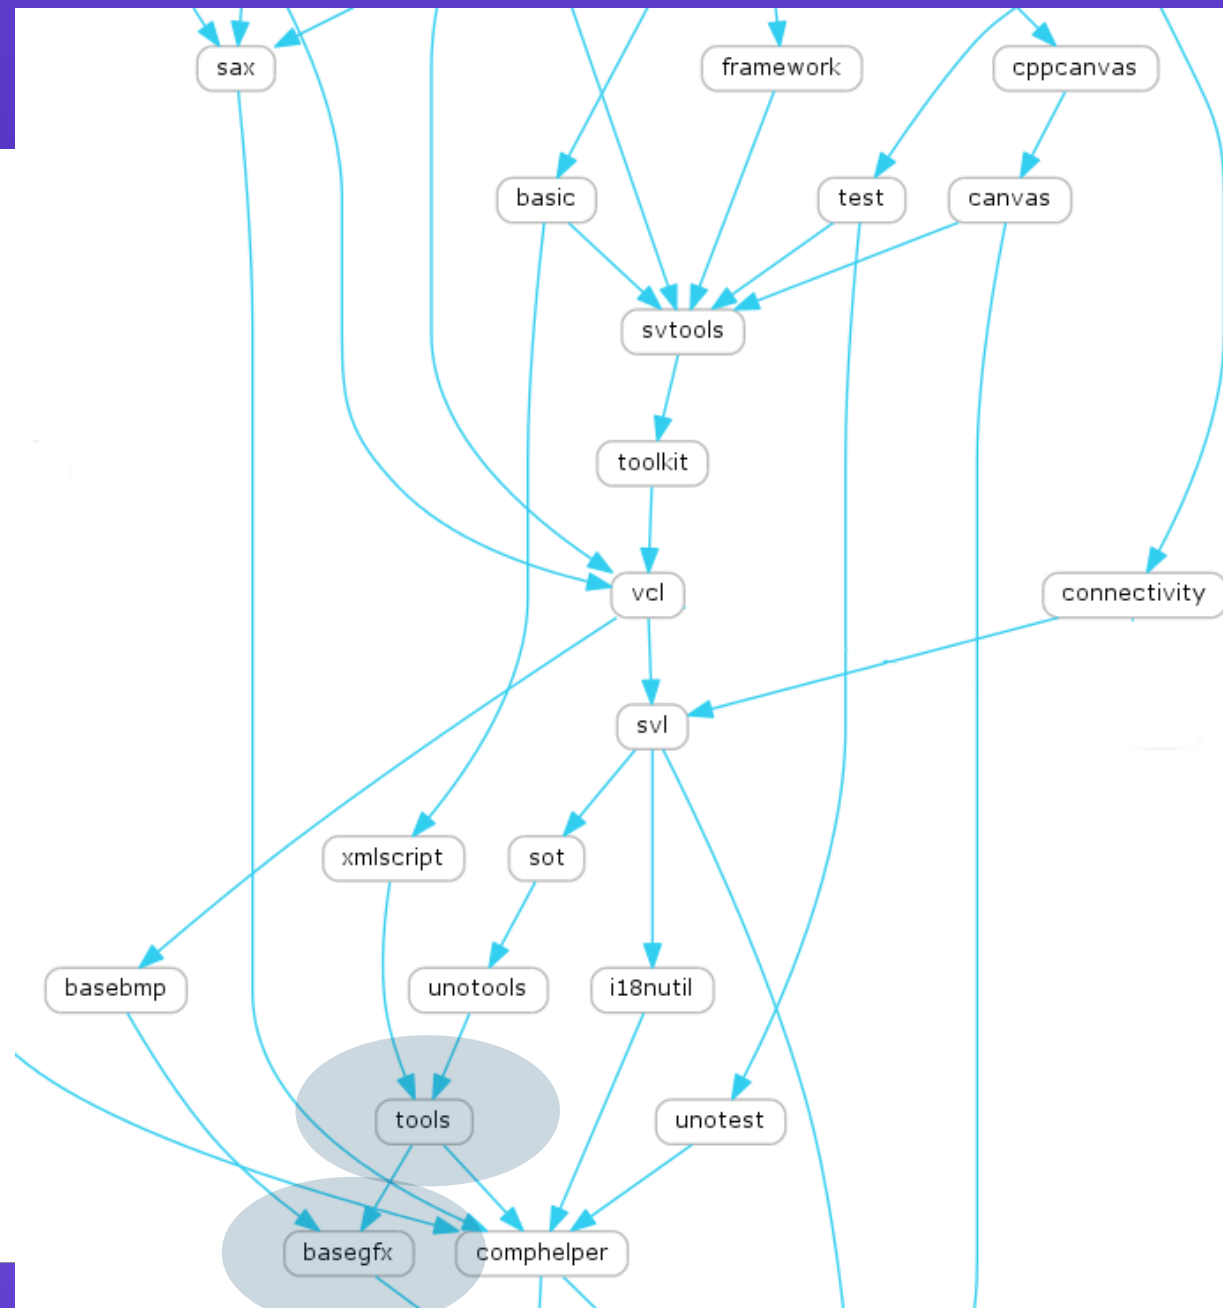 sax
framework
cppcanvas
basic
test
canvas
svtools
toolkit
vcl
connectivity
svl
xmlscript
sot
basebmp
unotools
i18nutil
tools
unotest
basegfx
comphelper